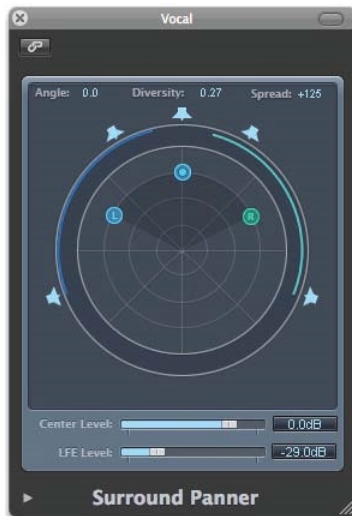 Vocal
Angle: 0.0 Diversity: 0.27 Spread: +125
L
R
Center Level: 0.0dB
LFE Level: -29.0dB
Surround Panner